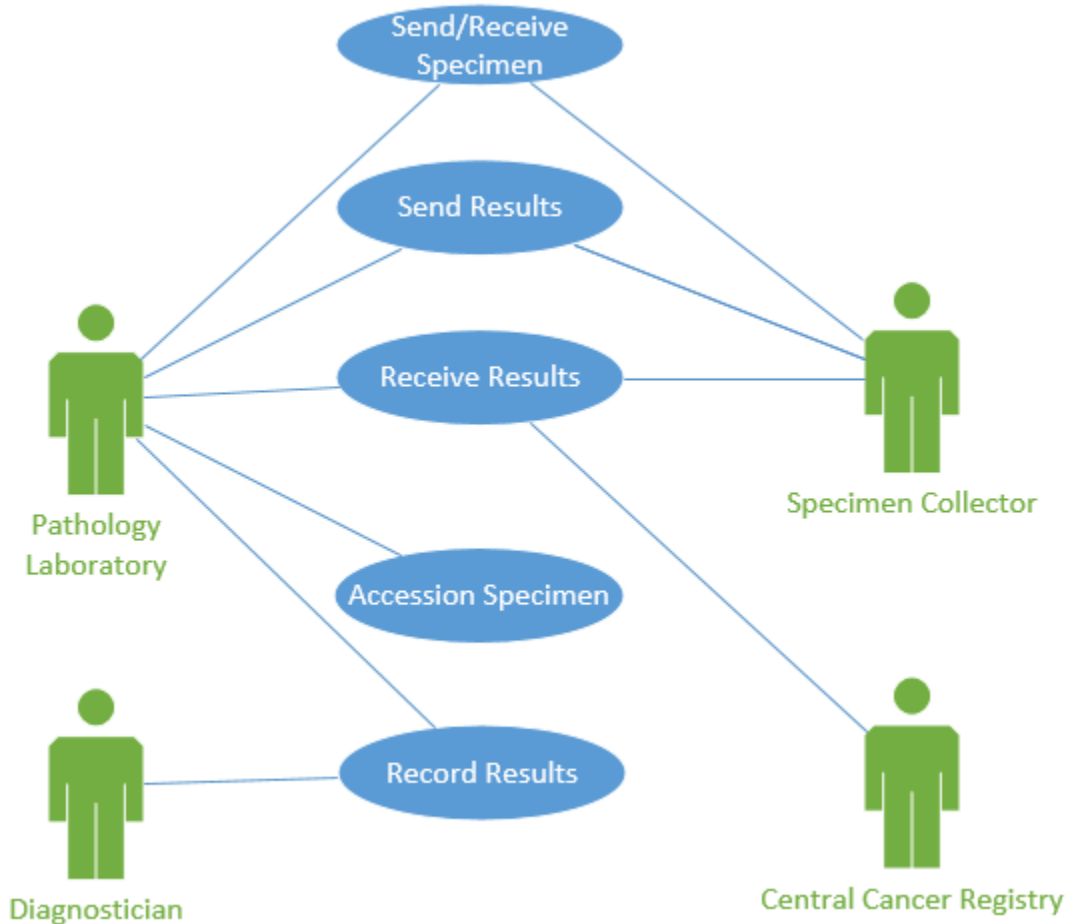 Send/Receive
Specimen
Send Results
Receive Results
Pathology
Laboratory
Specimen Collector
Accession Specimen
Record Results
Diagnostician
Central Cancer Registry